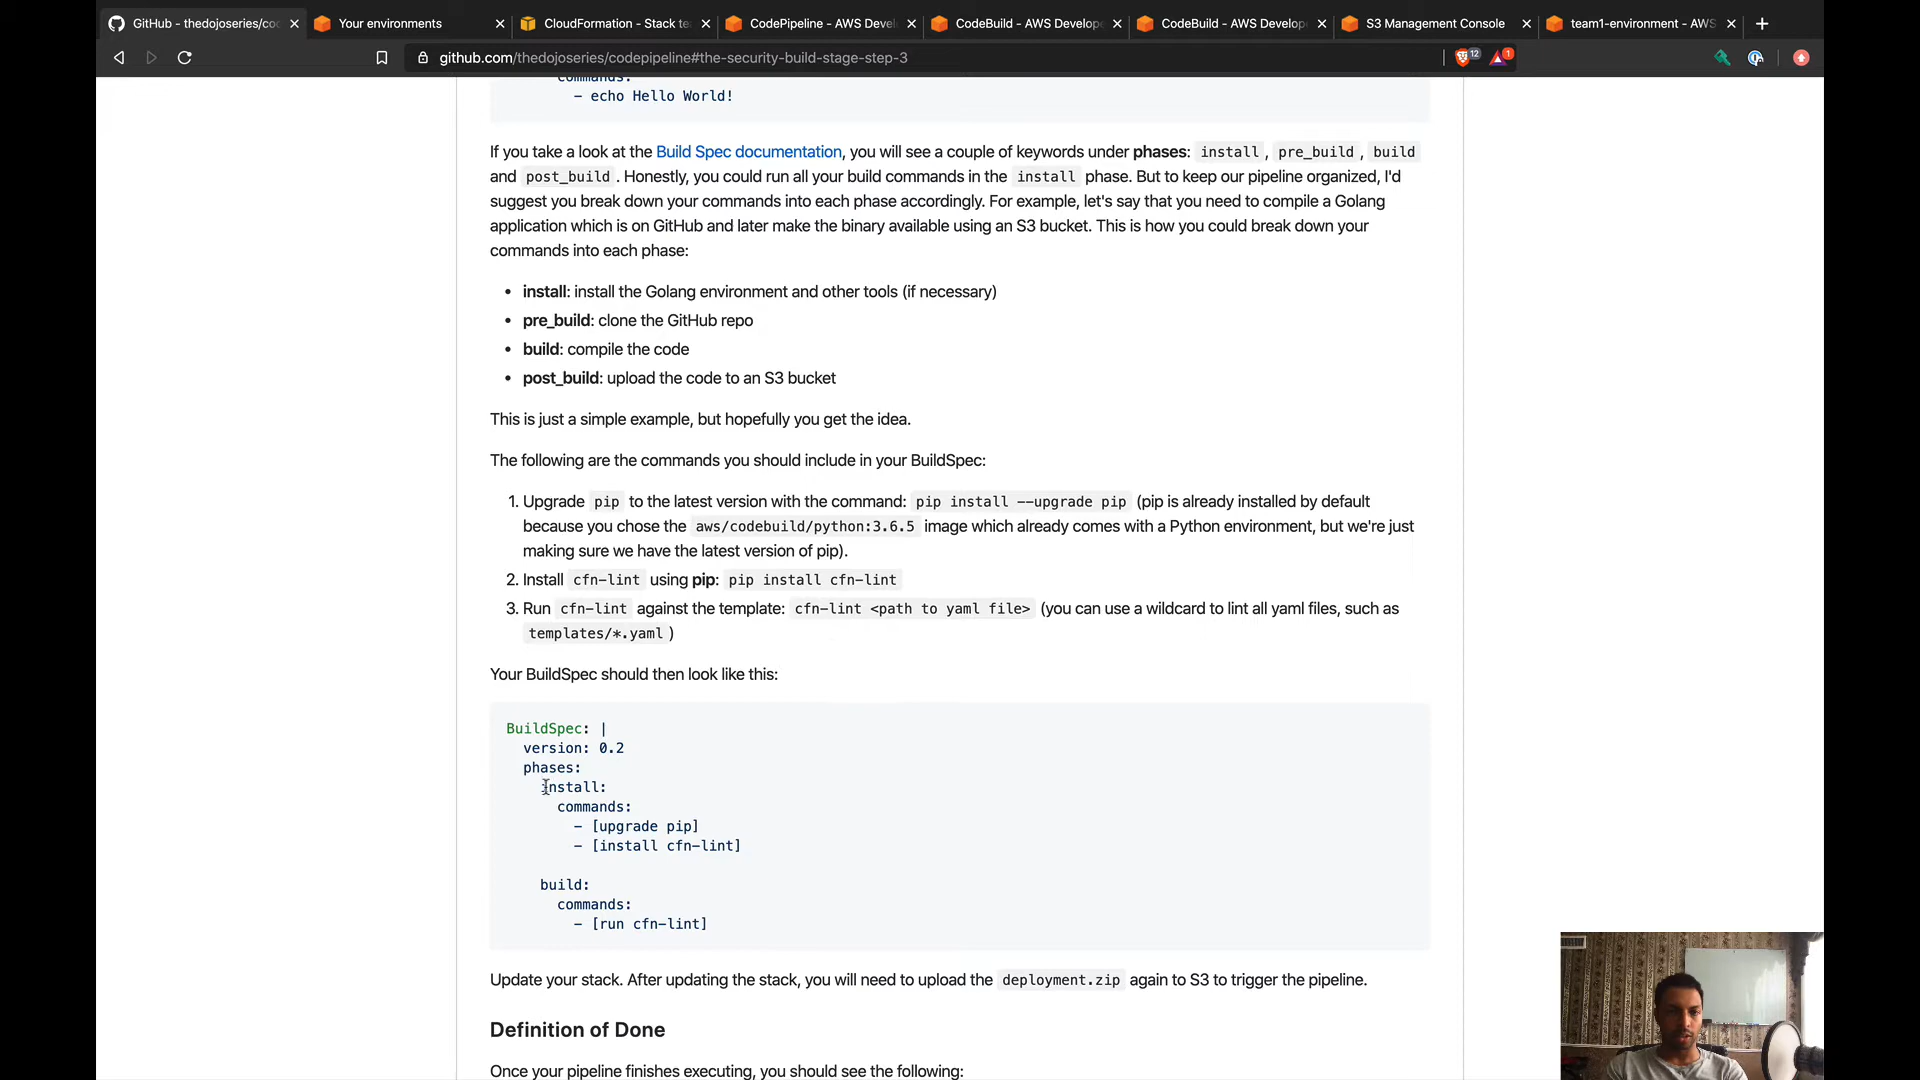 GitHub - thedojoseries/cod
Your environments
CloudFormation - Stack te
CodePipeline - AWS Devel
CodeBuild - AWS Develop
CodeBuild - AWS Develop
S3 Management Console
team1-environment - AWS
github.com/thedojoseries/codepipeline#the-security-build-stage-step-3
12
1
commands:
- echo Hello World!
If you take a look at the Build Spec documentation, you will see a couple of keywords under phases: install, pre_build, build
and post_build. Honestly, you could run all your build commands in the install phase. But to keep our pipeline organized, I'd
suggest you break down your commands into each phase accordingly. For example, let's say that you need to compile a Golang
application which is on GitHub and later make the binary available using an S3 bucket. This is how you could break down your
commands into each phase:
• install: install the Golang environment and other tools (if necessary)
• pre_build: clone the GitHub repo
• build: compile the code
• post_build: upload the code to an S3 bucket
This is just a simple example, but hopefully you get the idea.
The following are the commands you should include in your BuildSpec:
1. Upgrade pip to the latest version with the command: pip install --upgrade pip (pip is already installed by default
because you chose the aws/codebuild/python:3.6.5 image which already comes with a Python environment, but we're just
making sure we have the latest version of pip).
2. Install cfn-lint using pip: pip install cfn-lint
3. Run cfn-lint against the template: cfn-lint <path to yaml file> (you can use a wildcard to lint all yaml files, such as
templates/*.yaml)
Your BuildSpec should then look like this:
BuildSpec: |
version: 0.2
phases:
install:
commands:
- [upgrade pip]
- [install cfn-lint]
build:
commands:
- [run cfn-lint]
Update your stack. After updating the stack, you will need to upload the deployment.zip again to S3 to trigger the pipeline.
Definition of Done
Once your pipeline finishes executing, you should see the following: